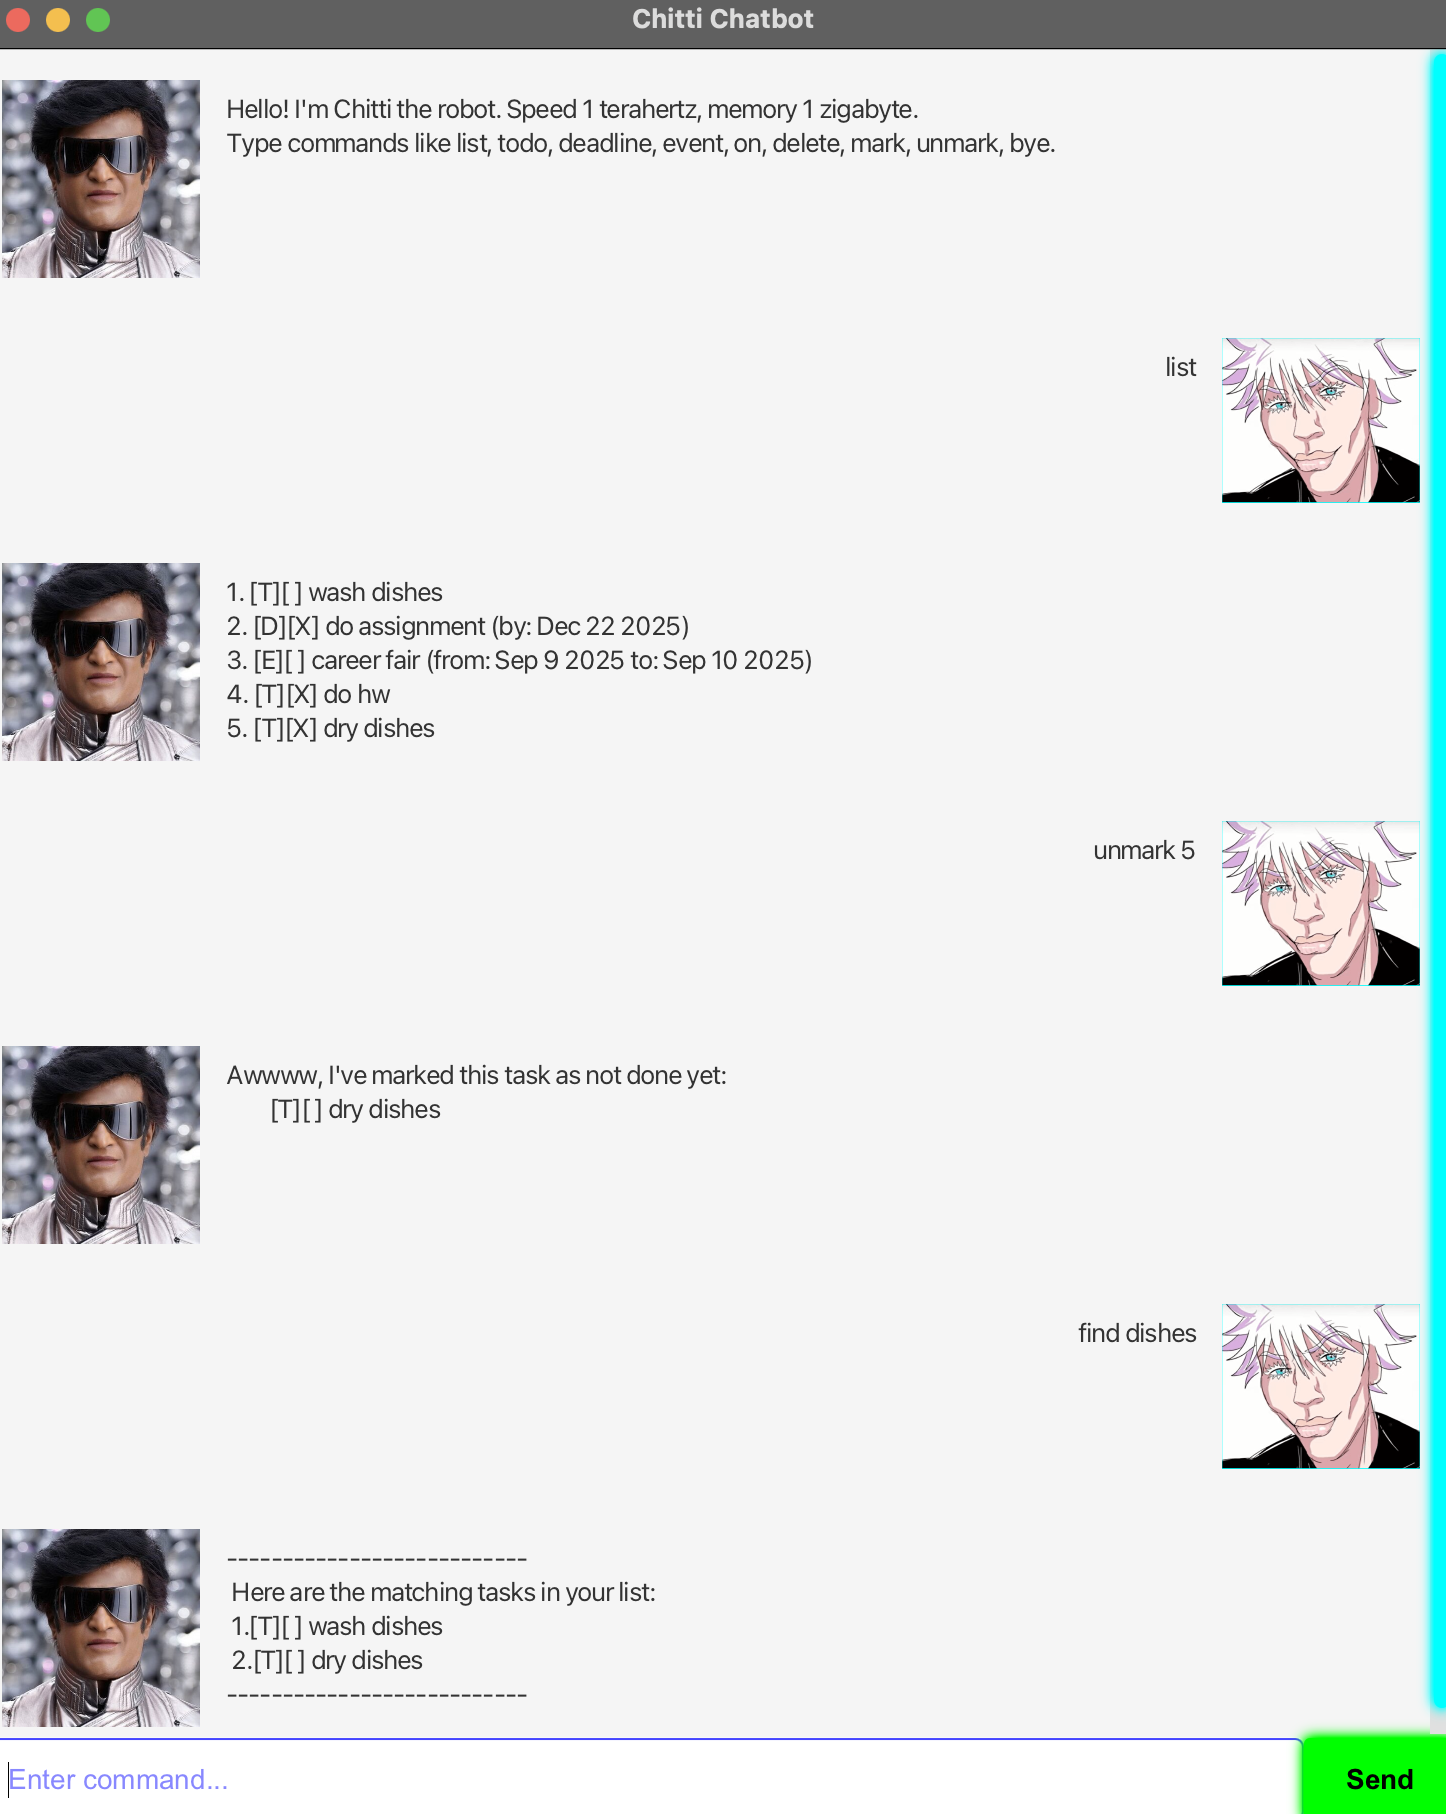 Chitti Chatbot
Hello! I'm Chitti the robot. Speed 1 terahertz, memory 1 zigabyte.
Type commands like list, todo, deadline, event, on, delete, mark, unmark, bye.
list
1. [T][ ] wash dishes
2. [D][X] do assignment (by: Dec 22 2025)
3. [E][ ] career fair (from: Sep 9 2025 to: Sep 10 2025)
4. [T][X] do hw
5. [T][X] dry dishes
unmark 5
Awwww, I've marked this task as not done yet:
[T][ ] dry dishes
find dishes
---------------------------
Here are the matching tasks in your list:
1.[T][ ] wash dishes
2.[T][ ] dry dishes
---------------------------
Enter command...
Send